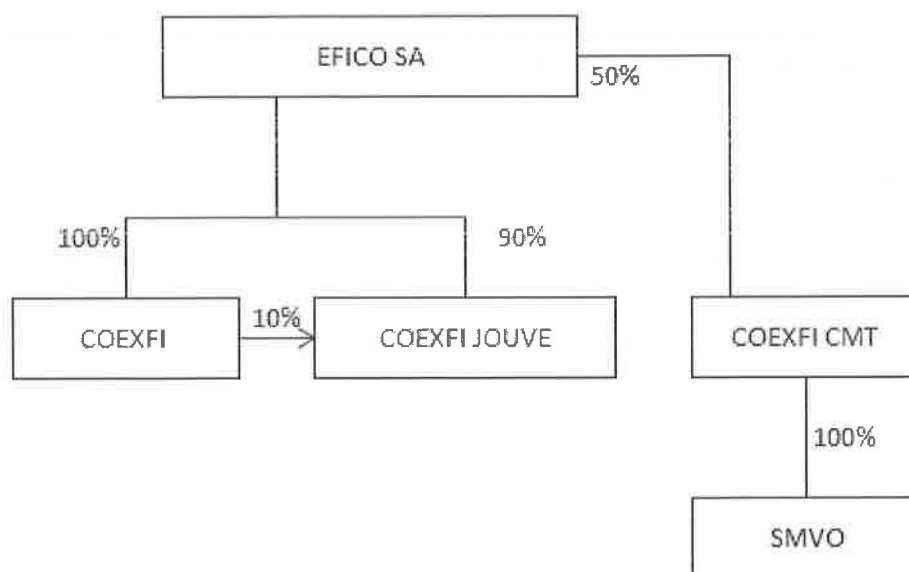 EFICO SA
50%
100%
90%
COEXFI
10%
COEXFI JOUVE
COEXFI CMT
100%
SMVO